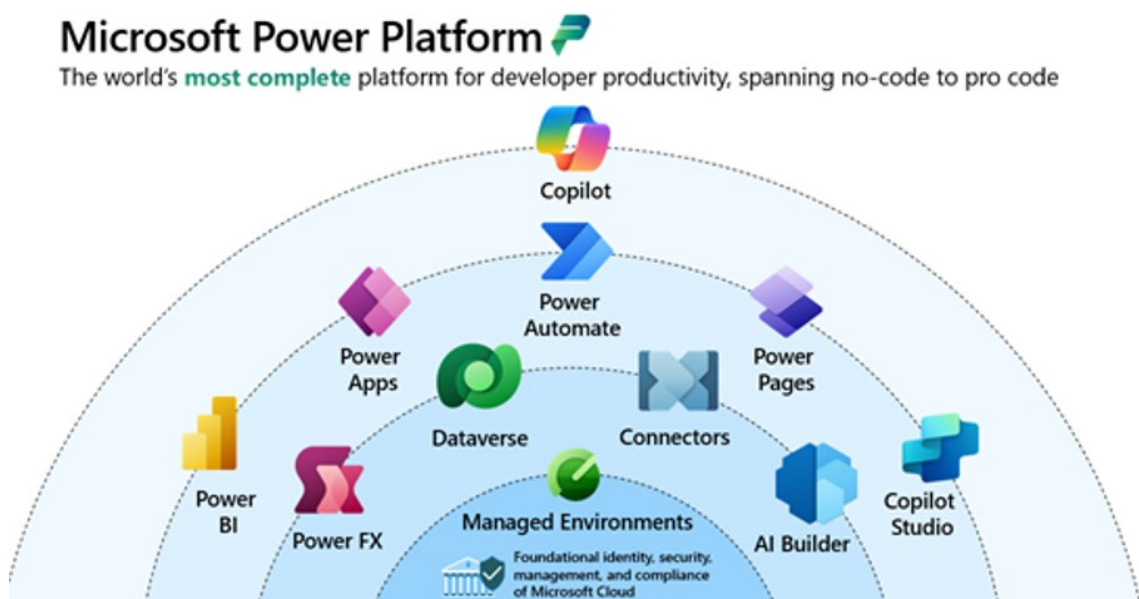 Microsoft Power Platform
The world's most complete platform for developer productivity, spanning no-code to pro code
Copilot
Power
Automate
Power
Apps
Power
Pages
Dataverse
Connectors
Power
BI
Copilot
Studio
Managed Environments
Power FX
AI Builder
Foundational identity, security,
management, and compliance
of Microsoft Cloud